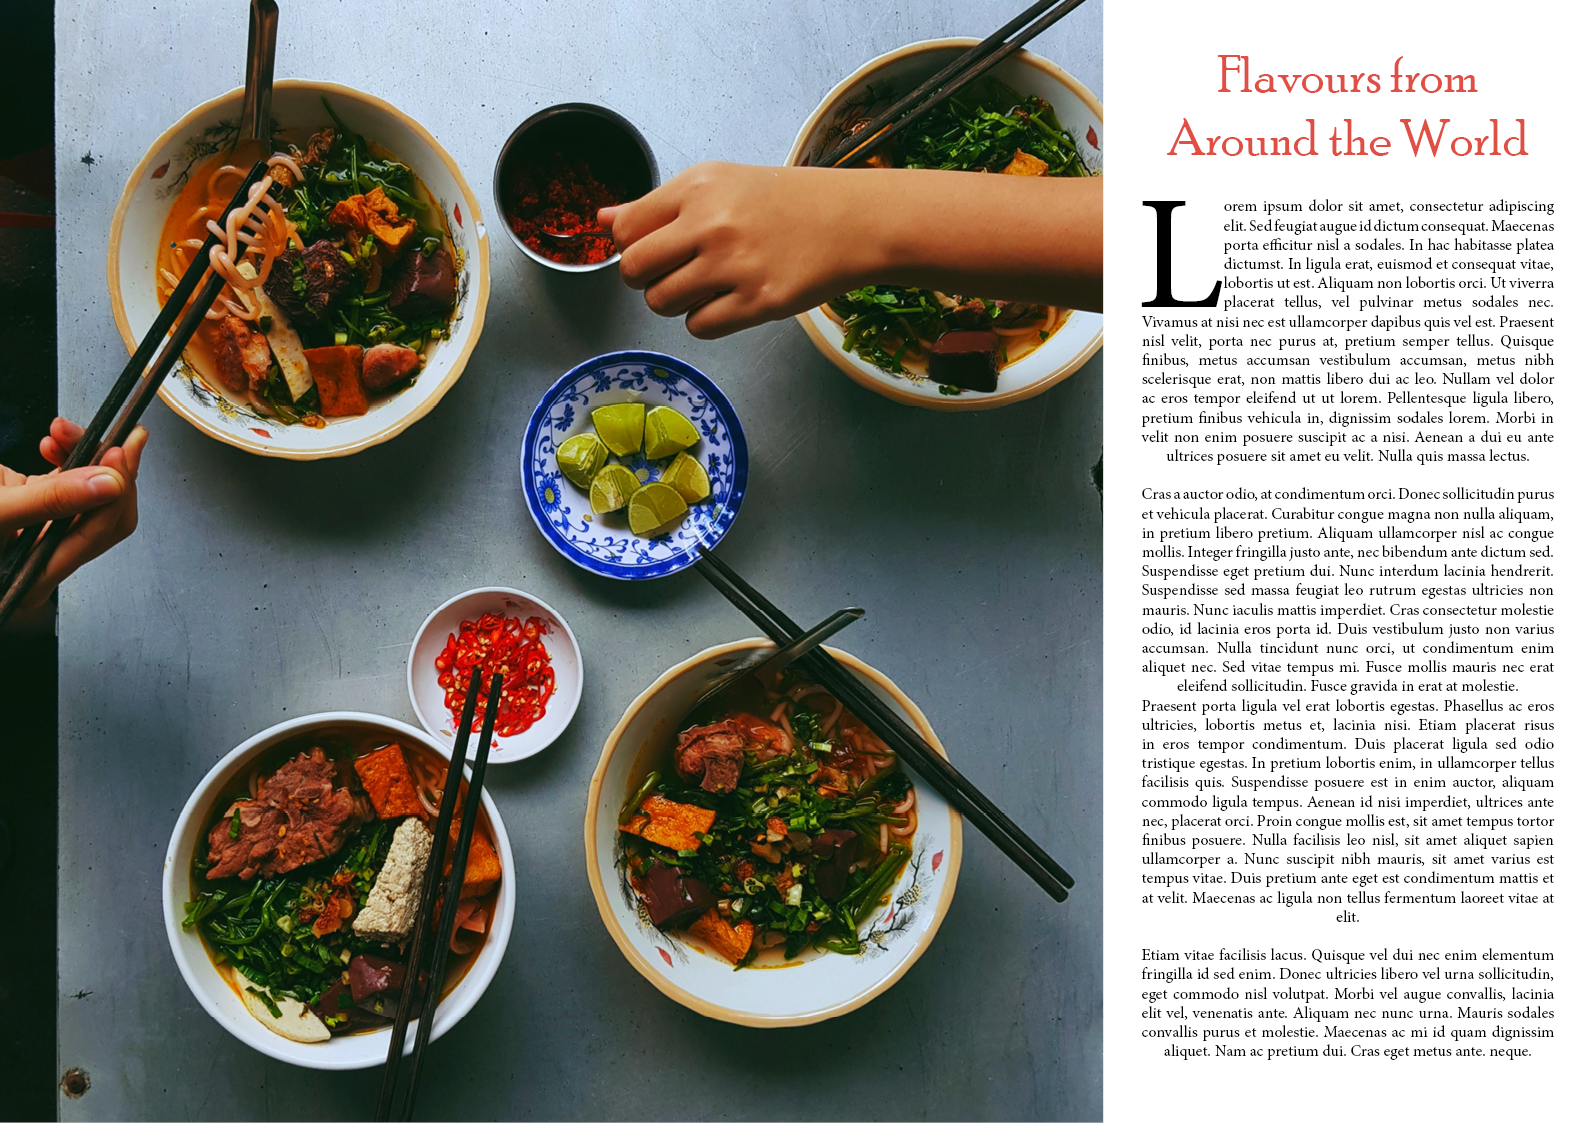 Flavours from
Around the World
Lorem ipsum dolor sit amet, consectetur adipiscing
elit. Sed feugiat augue id dictum consequat. Maecenas
porta efficitur nisl a sodales. In hac habitasse platea
dictumst. In ligula erat, euismod et consequat vitae,
lobortis ut est. Aliquam non lobortis orci. Ut viverra
placerat tellus, vel pulvinar metus sodales nec.
Vivamus at nisi nec est ullamcorper dapibus quis vel est. Praesent
nisl velit, porta nec purus at, pretium semper tellus. Quisque
finibus, metus accumsan vestibulum accumsan, metus nibh
scelerisque erat, non mattis libero dui ac leo. Nullam vel dolor
ac eros tempor eleifend ut ut lorem. Pellentesque ligula libero,
pretium finibus vehicula in, dignissim sodales lorem. Morbi in
velit non enim posuere suscipit ac a nisi. Aenean a dui eu ante
ultrices posuere sit amet eu velit. Nulla quis massa lectus.
Cras a auctor odio, at condimentum orci. Donec sollicitudin purus
et vehicula placerat. Curabitur congue magna non nulla aliquam,
in pretium libero pretium. Aliquam ullamcorper nisl ac congue
mollis. Integer fringilla justo ante, nec bibendum ante dictum sed.
Suspendisse eget pretium dui. Nunc interdum lacinia hendrerit.
Suspendisse sed massa feugiat leo rutrum egestas ultricies non
mauris. Nunc iaculis mattis imperdiet. Cras consectetur molestie
odio, id lacinia eros porta id. Duis vestibulum justo non varius
accumsan. Nulla tincidunt nunc orci, ut condimentum enim
aliquet nec. Sed vitae tempus mi. Fusce mollis mauris nec erat
eleifend sollicitudin. Fusce gravida in erat at molestie.
Praesent porta ligula vel erat lobortis egestas. Phasellus ac eros
ultricies, lobortis metus et, lacinia nisi. Etiam placerat risus
in eros tempor condimentum. Duis placerat ligula sed odio
tristique egestas. In pretium lobortis enim, in ullamcorper tellus
facilisis quis. Suspendisse posuere est in enim auctor, aliquam
commodo ligula tempus. Aenean id nisi imperdiet, ultrices ante
nec, placerat orci. Proin congue mollis est, sit amet tempus tortor
finibus posuere. Nulla facilisis leo nisl, sit amet aliquet sapien
ullamcorper a. Nunc suscipit nibh mauris, sit amet varius est
tempus vitae. Duis pretium ante eget est condimentum mattis et
at velit. Maecenas ac ligula non tellus fermentum laoreet vitae at
elit.
Etiam vitae facilisis lacus. Quisque vel dui nec enim elementum
fringilla id sed enim. Donec ultricies libero vel urna sollicitudin,
eget commodo nisl volutpat. Morbi vel augue convallis, lacinia
elit vel, venenatis ante. Aliquam nec nunc urna. Mauris sodales
convallis purus et molestie. Maecenas ac mi id quam dignissim
aliquet. Nam ac pretium dui. Cras eget metus ante. neque.